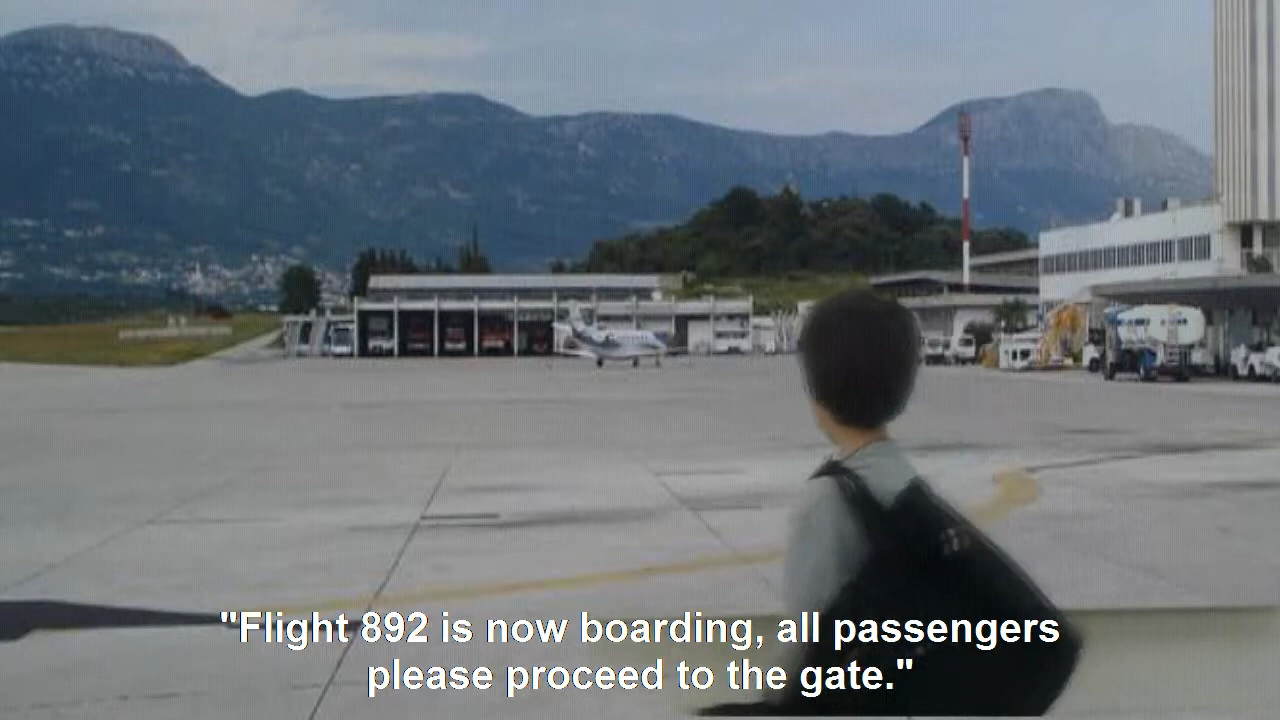 "Flight 892 is now boarding, all passengers
please proceed to the gate."